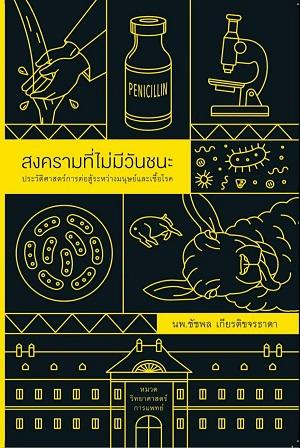 PENICILLIN
สงครามที่ไม่มีวันชนะ
ประวัติศาสตร์การต่อสู้ระหว่างมนุษย์และเชื้อโรค
นพ.ชัชพล เกียรติขจรธาดา
หมวด
วิทยาศาสตร์
การแพทย์